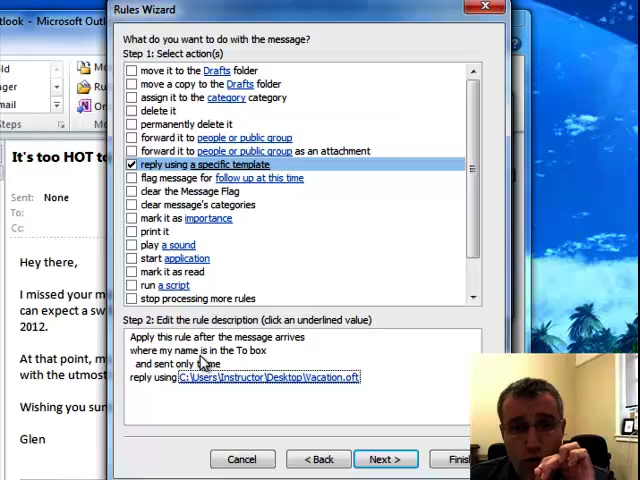 tlook - Microsoft Outlook
Rules Wizard
What do you want to do with the message?
Step 1: Select action(s)
move it to the Drafts folder
move a copy to the Drafts folder
assign it to the category category
delete it
permanently delete it
forward it to people or public group
forward it to people or public group as an attachment
reply using a specific template
flag message for follow up at this time
clear the Message Flag
clear message's categories
mark it as importance
print it
play a sound
start application
mark it as read
run a script
stop processing more rules
Step 2: Edit the rule description (click an underlined value)
Apply this rule after the message arrives
where my name is in the To box
and sent only to me
reply using C:\Users\Instructor\Desktop\Vacation.oft
Cancel
< Back
Next >
Finis
It's too HOT to
Sent: None
To:
Cc:
Hey there,
I missed your m
can expect a sw
2012.
At that point, m
with the utmost
Wishing you sun
Glen